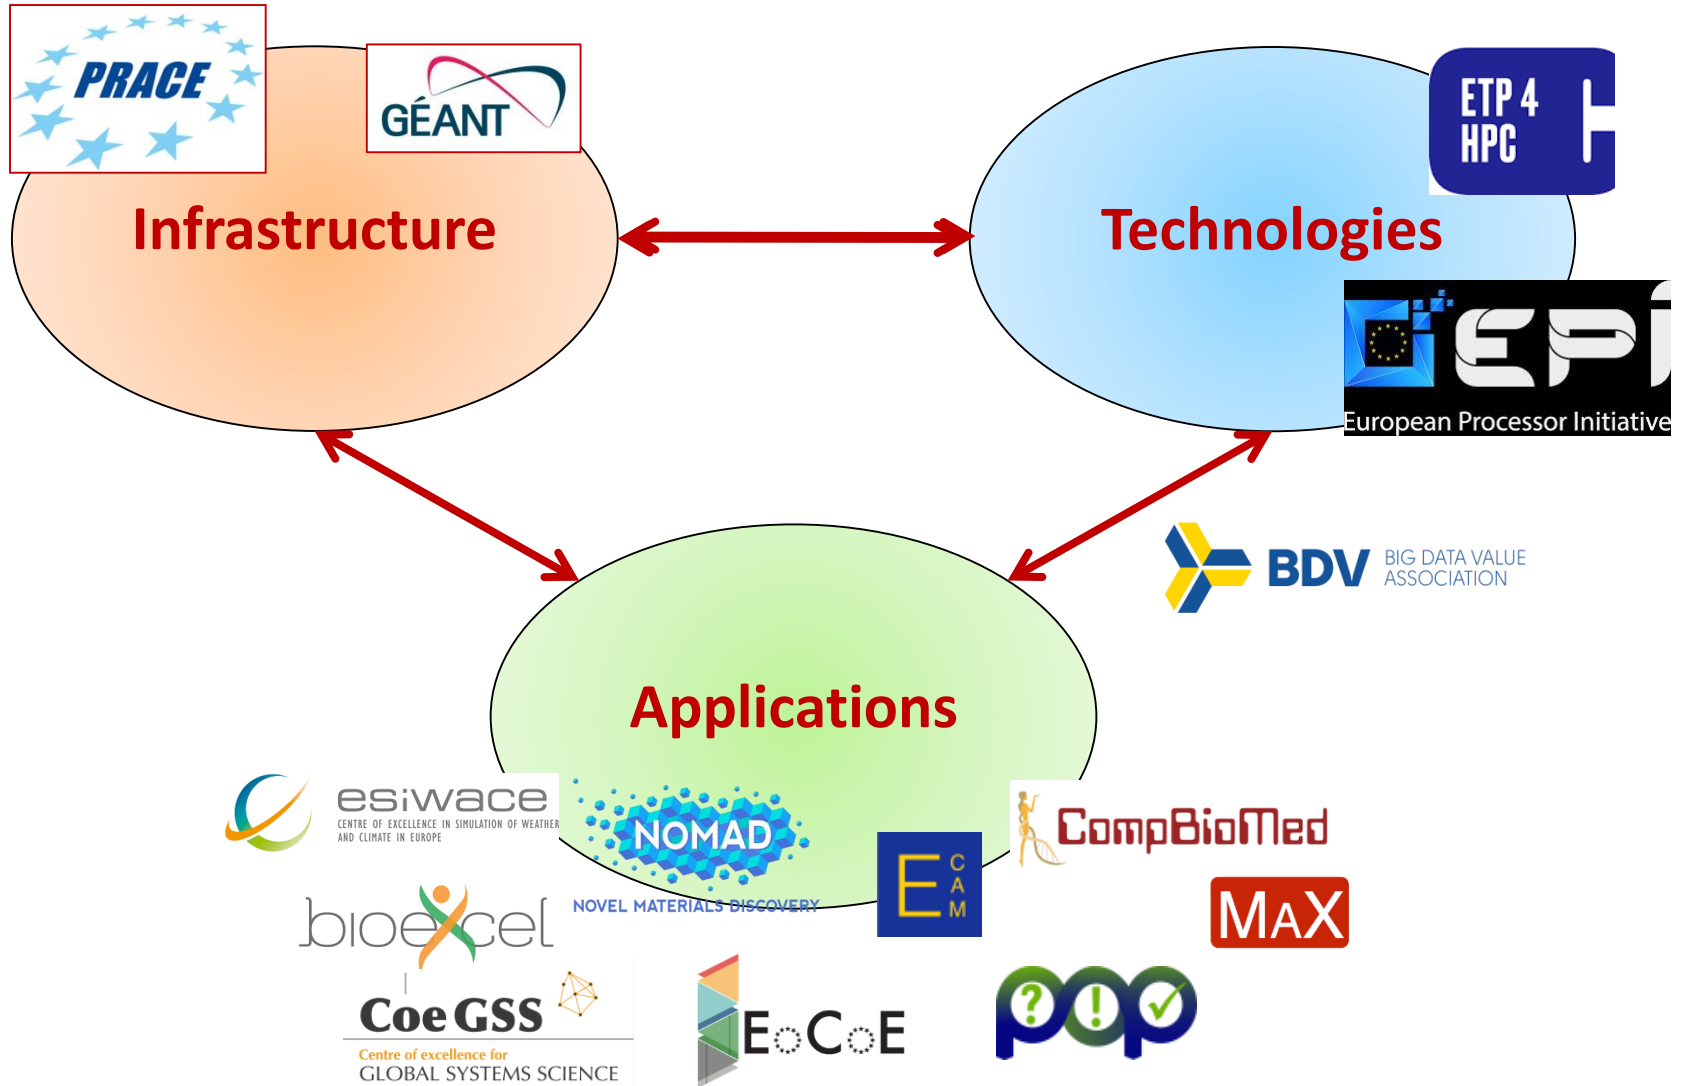 PRACE
GÉANT
ETP 4
HPC
Infrastructure
Technologies
EPI
European Processor Initiative
BDV
BIG DATA VALUE
ASSOCIATION
Applications
esiwace
CENTRE OF EXCELLENCE IN SIMULATION OF WEATHER
AND CLIMATE IN EUROPE
NOMAD
NOVEL MATERIALS DISCOVERY
E
CAM
CompBioMed
MAX
bioexcel
CoeGSS
Centre of excellence for
GLOBAL SYSTEMS SCIENCE
EoCoE
pop
? !